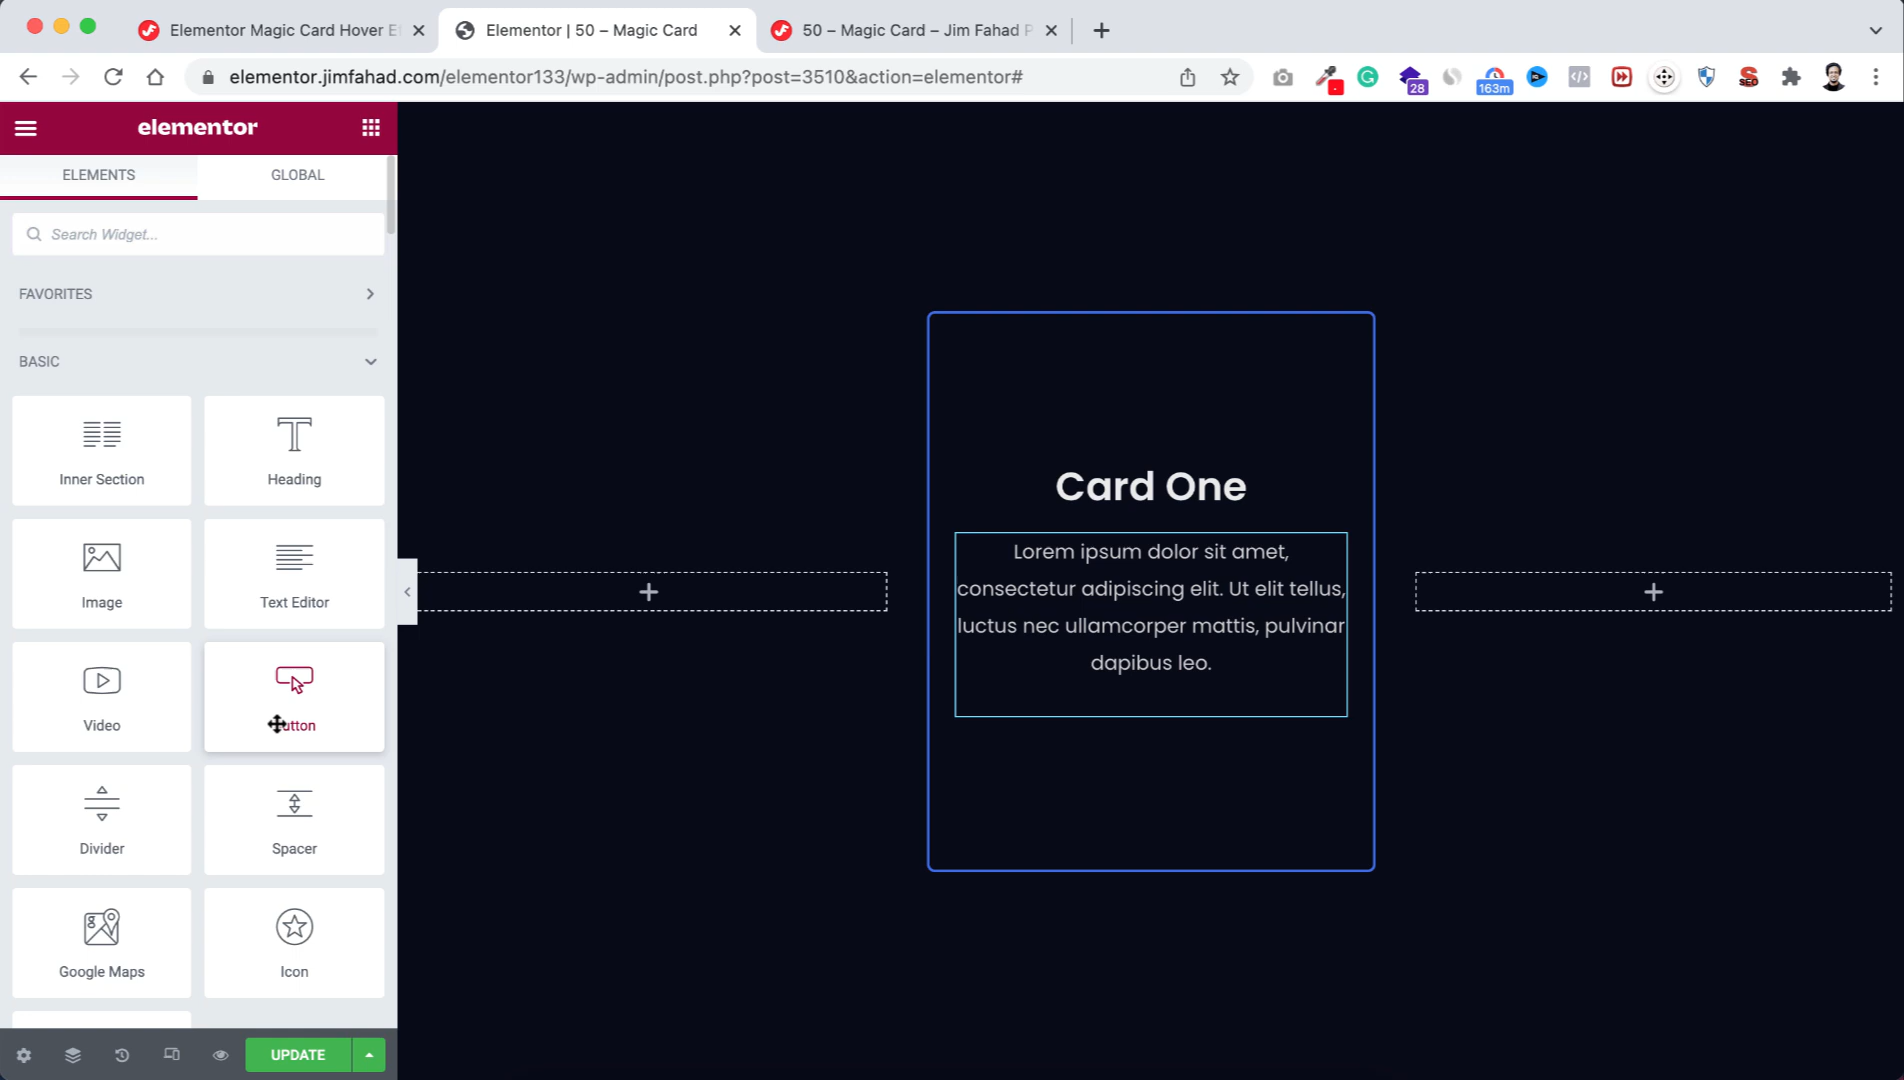 Elementor Magic Card Hover Ef
Elementor | 50 – Magic Card
50 – Magic Card – Jim Fahad P
elementor.jimfahad.com/elementor133/wp-admin/post.php?post=3510&action=elementor#
28
163m
SEO
elementor
ELEMENTS
GLOBAL
Search Widget...
FAVORITES
BASIC
Inner Section
Heading
Image
Text Editor
Video
utton
Divider
Spacer
Google Maps
Icon
UPDATE
Card One
Lorem ipsum dolor sit amet,
consectetur adipiscing elit. Ut elit tellus,
luctus nec ullamcorper mattis, pulvinar
dapibus leo.